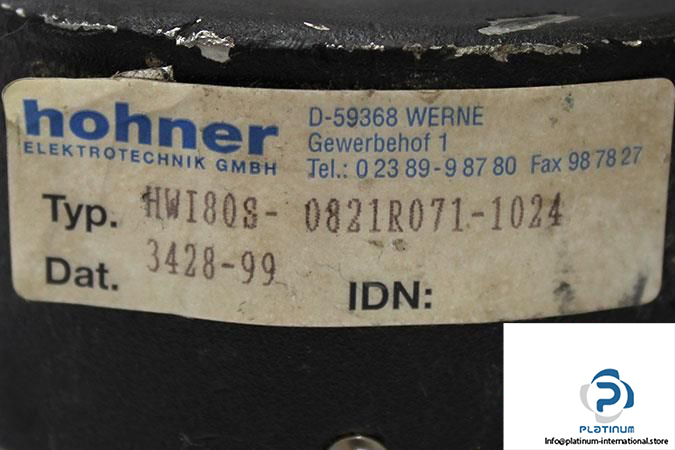 hohner
ELEKTROTECHNIK GMBH
D-59368 WERNE
Gewerbehof 1
Tel.: 0 23 89-9 87 80 Fax 98 78 27
Typ. HWI80S- 0821R071-1024
Dat. 3428-99
IDN:
PLATINUM
Info@platinum-international.store